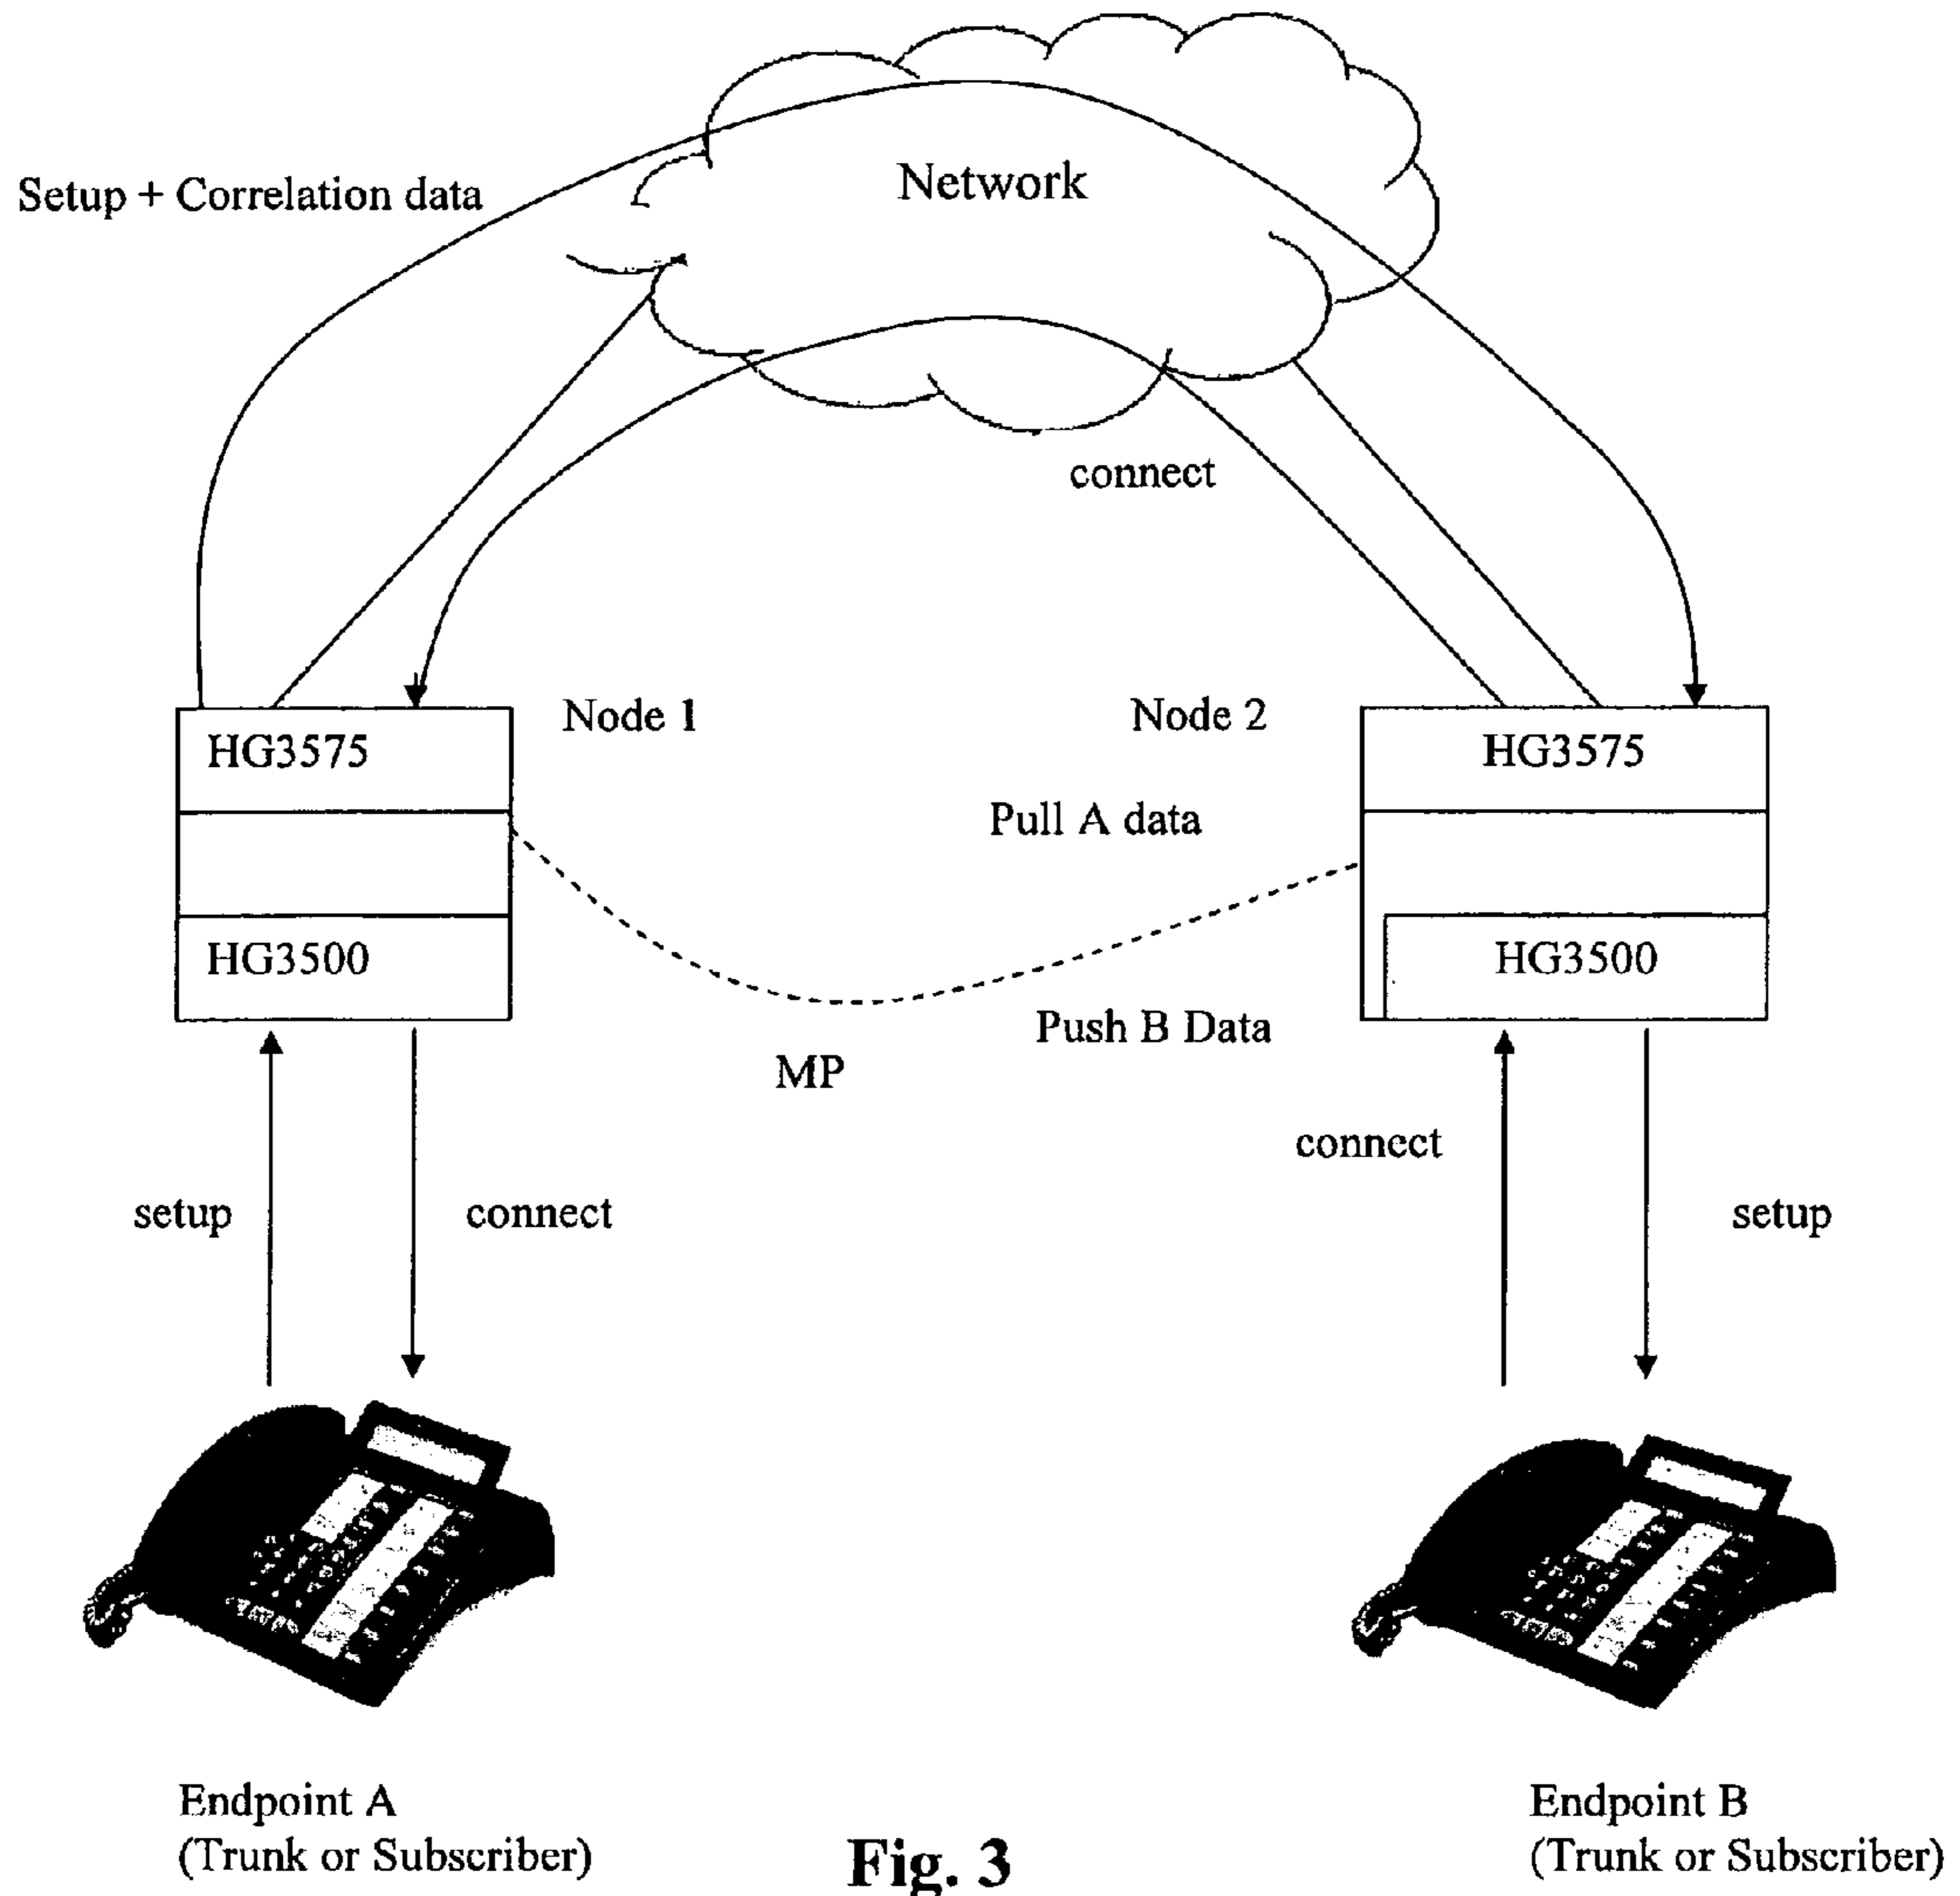 Network
Setup + Correlation data
connect
Node 1
Node 2
HG3575
HG3575
Pull A data
HG3500
HG3500
Push B Data
MP
connect
setup
connect
setup
Endpoint A
(Trunk or Subscriber)
Endpoint B
(Trunk or Subscriber)
Fig. 3